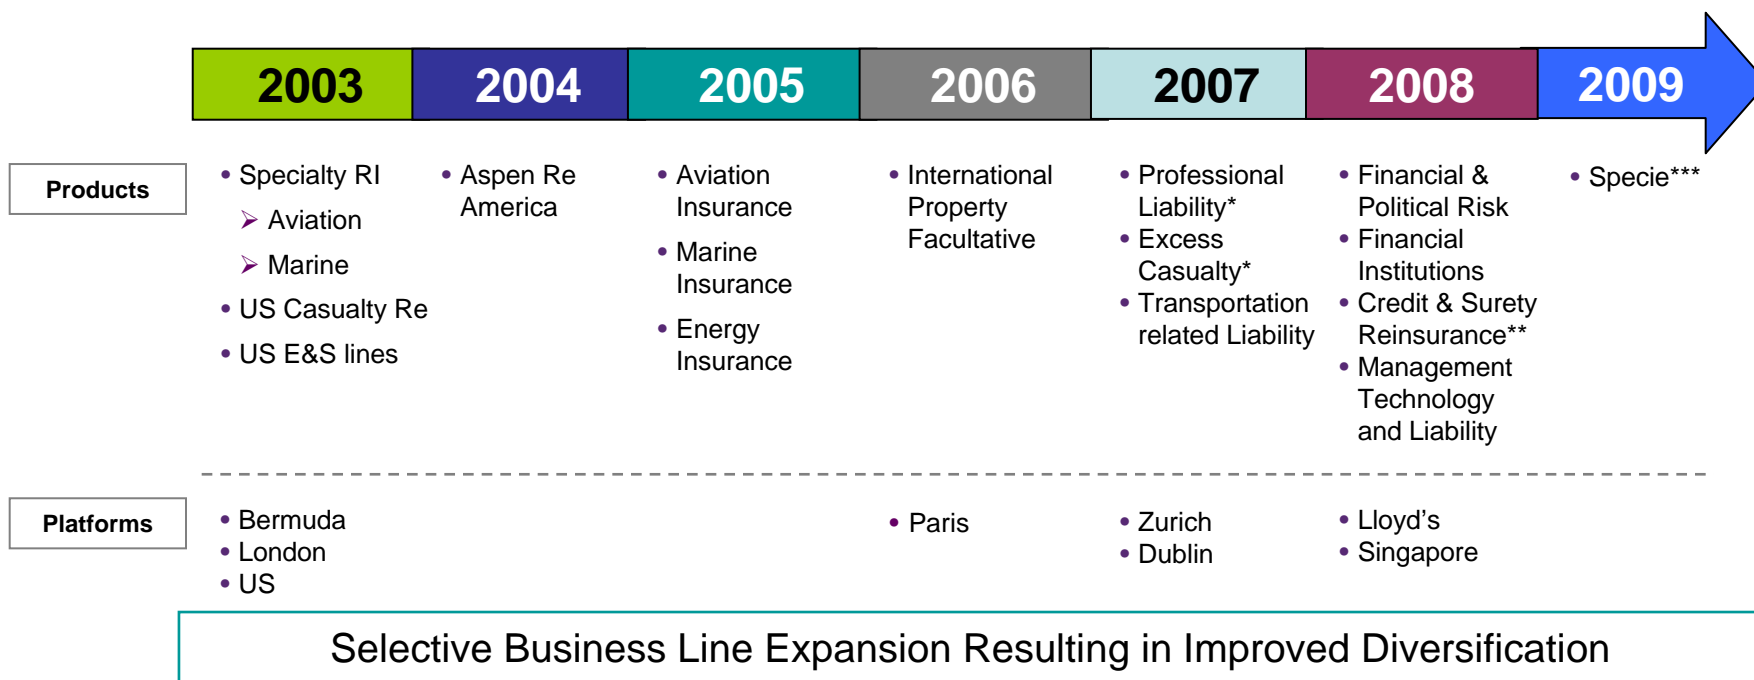 2003
2004
2005
2006
2007
2008
2009
Products
• Specialty RI
➢ Aviation
➢ Marine
• US Casualty Re
• US E&S lines
• Aspen Re
America
• Aviation
Insurance
• Marine
Insurance
• Energy
Insurance
• International
Property
Facultative
• Professional
Liability*
• Excess
Casualty*
• Transportation
related Liability
• Financial &
Political Risk
• Financial
Institutions
• Credit & Surety
Reinsurance**
• Management
Technology
and Liability
• Specie***
Platforms
• Bermuda
• London
• US
• Paris
• Zurich
• Dublin
• Lloyd’s
• Singapore
Selective Business Line Expansion Resulting in Improved Diversification